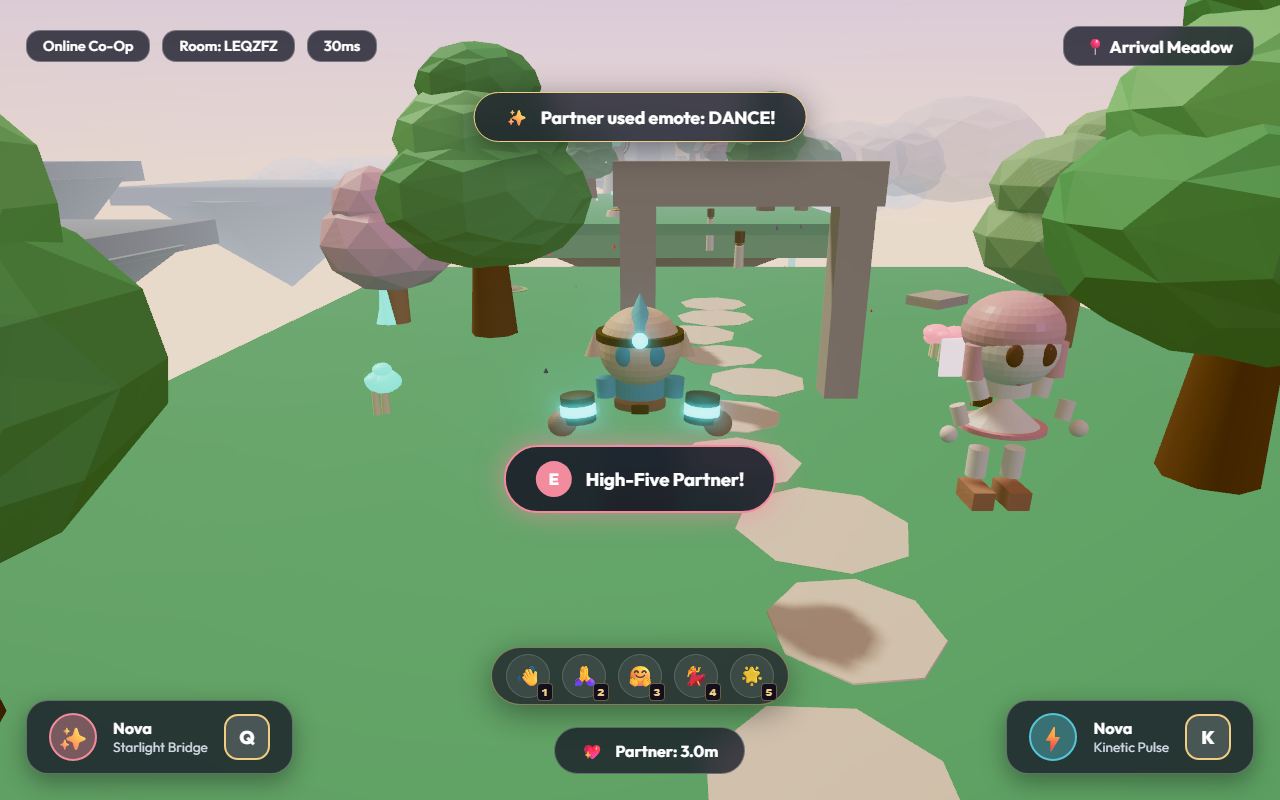 Online Co-Op
Room: LEQZFZ
30ms
Arrival Meadow
Partner used emote: DANCE!
E
High-Five Partner!
1
2
3
4
5
Nova
Starlight Bridge
Q
Partner: 3.0m
Nova
Kinetic Pulse
K